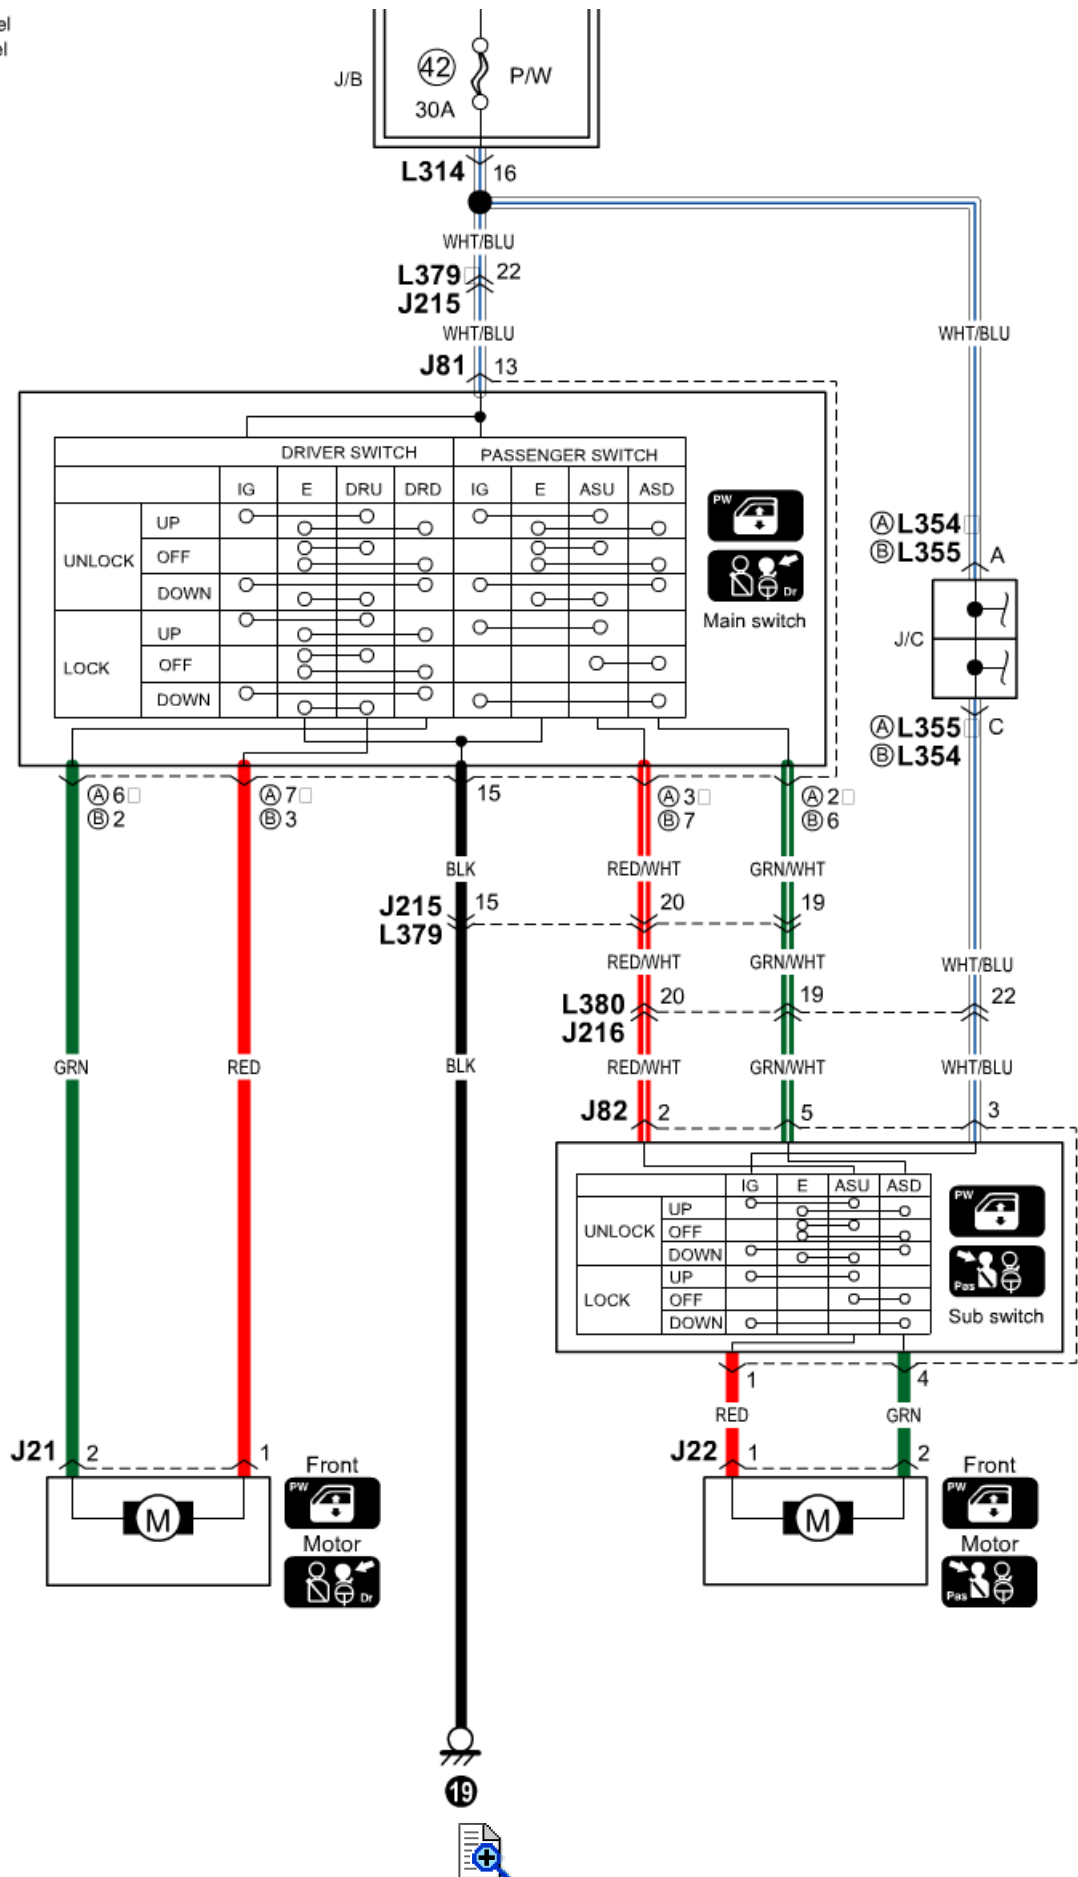 el
el
J/B
42
P/W
30A
L314 16
WHT/BLU
L379 22
J215
WHT/BLU
WHT/BLU
J81 13
DRIVER SWITCH PASSENGER SWITCH
IG E DRU DRD IG E ASU ASD
UNLOCK
UP
OFF
DOWN
LOCK
UP
OFF
DOWN
PW
Dr
Main switch
A L354
B L355 A
J/C
A L355 C
B L354
A 6
B 2
A 7
B 3
15
A 3
B 7
A 2
B 6
BLK RED/WHT GRN/WHT
J215 15 20 19
L379
RED/WHT GRN/WHT WHT/BLU
L380 20 19 22
J216
GRN RED BLK RED/WHT GRN/WHT WHT/BLU
J82 2 5 3
IG E ASU ASD
UNLOCK
UP
OFF
DOWN
LOCK
UP
OFF
DOWN
PW
Pas
Sub switch
1 4
RED GRN
J21 2 1
Front
PW
M
Motor
Dr
J22 1 2
Front
PW
M
Motor
Pas
19